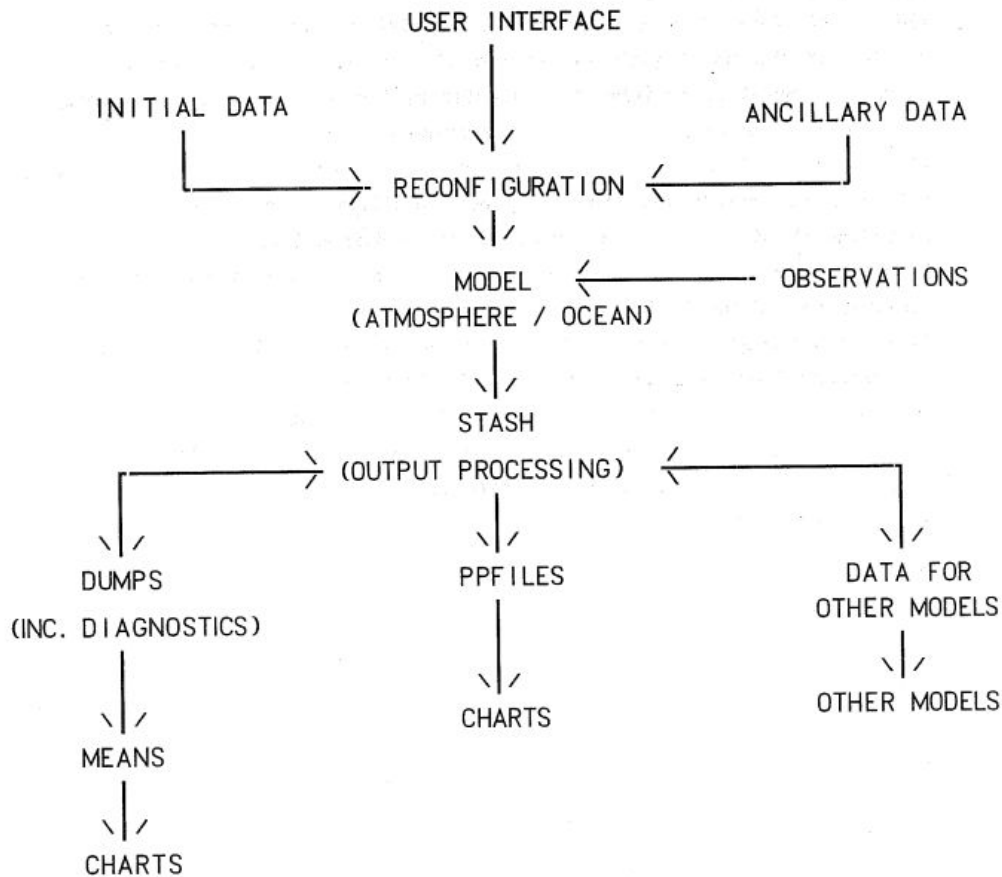 USER INTERFACE
INITIAL DATA
ANCILLARY DATA
RECONFIGURATION
MODEL
OBSERVATIONS
(ATMOSPHERE / OCEAN)
STASH
(OUTPUT PROCESSING)
DUMPS
PPFILES
DATA FOR
OTHER MODELS
(INC. DIAGNOSTICS)
OTHER MODELS
CHARTS
MEANS
CHARTS